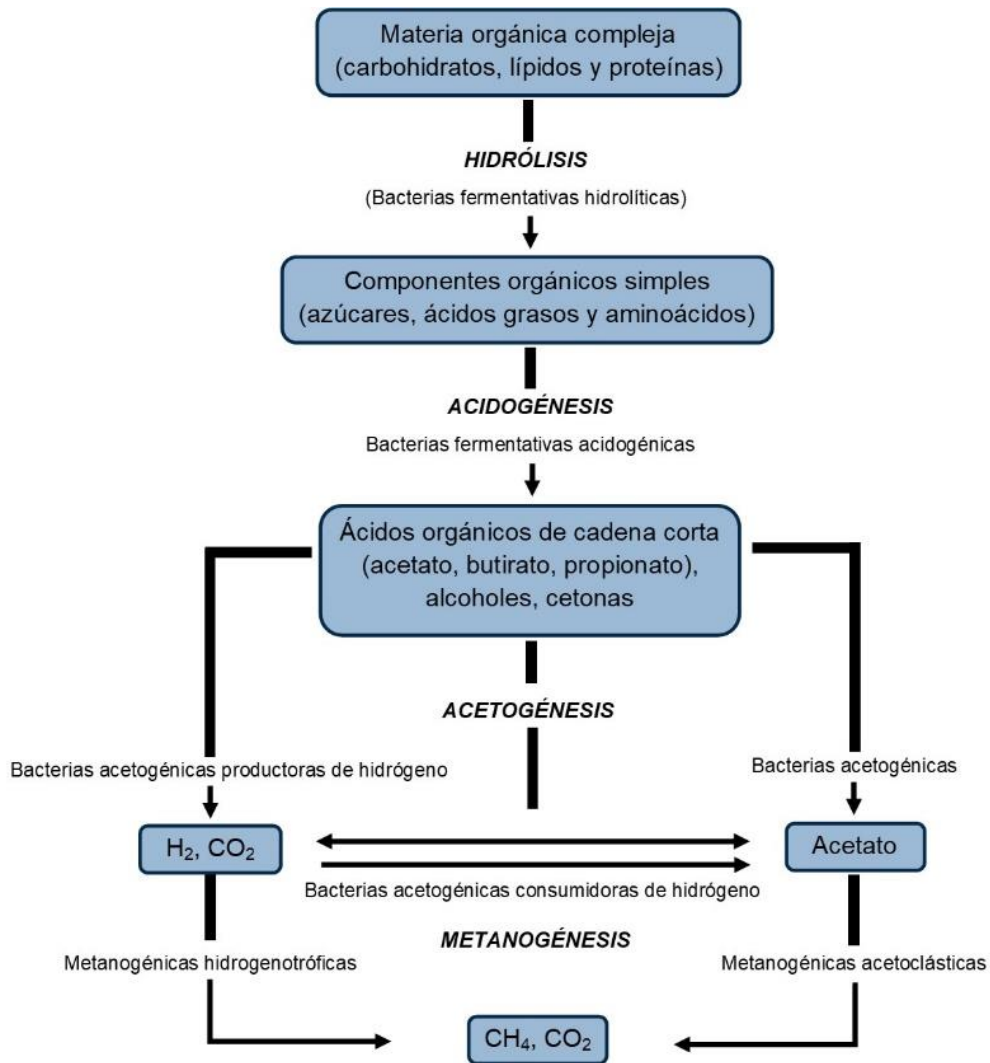 Materia orgánica compleja
(carbohidratos, lípidos y proteínas)
HIDRÓLISIS
(Bacterias fermentativas hidrolíticas)
Componentes orgánicos simples
(azúcares, ácidos grasos y aminoácidos)
ACIDOGÉNESIS
Bacterias fermentativas acidogénicas
Ácidos orgánicos de cadena corta
(acetato, butirato, propionato),
alcoholes, cetonas
ACETOGÉNESIS
Bacterias acetogénicas productoras de hidrógeno
Bacterias acetogénicas
H₂, CO₂
Acetato
Bacterias acetogénicas consumidoras de hidrógeno
METANOGÉNESIS
Metanogénicas hidrogenotróficas
Metanogénicas acetoclásticas
CH₄, CO₂